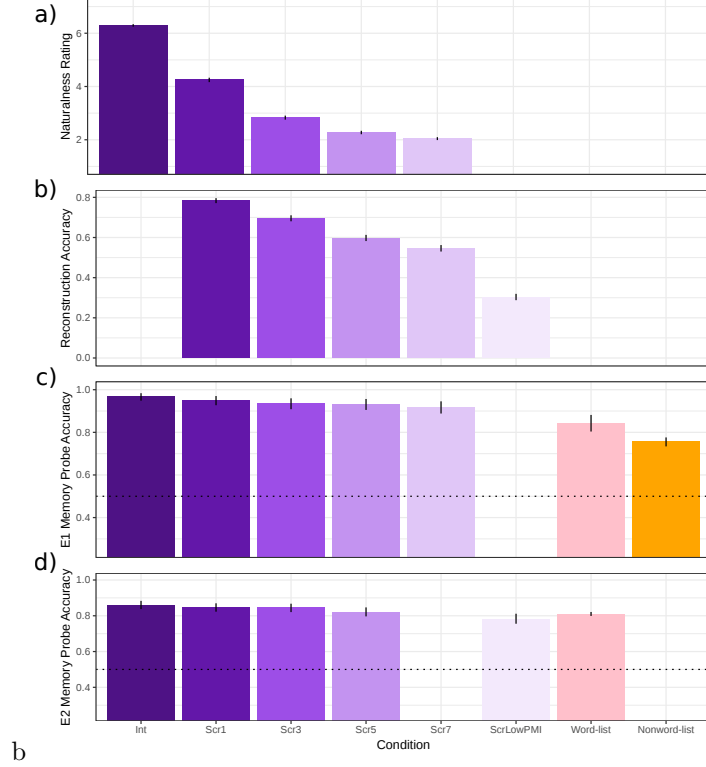 a)
Naturalness Rating
6
4
2
b)
Reconstruction Accuracy
0.8
0.6
0.4
0.2
0.0
c)
E1 Memory Probe Accuracy
1.0
0.8
0.6
0.4
d)
E2 Memory Probe Accuracy
1.0
0.8
0.6
0.4
Int Scr1 Scr3 Scr5 Scr7 ScrLowPMI Word-list Nonword-list
Condition
b